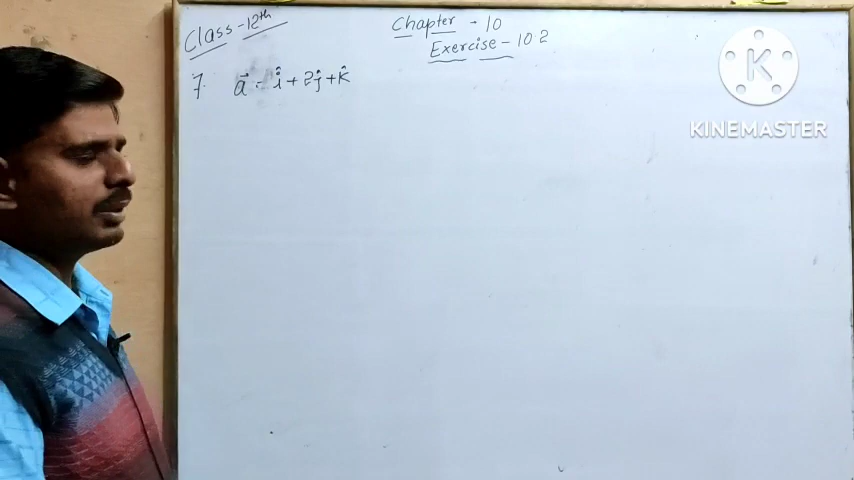 Class-12th
Chapter - 10
Exercise - 10.2
7. a⃗ = î + 2ĵ + k̂
K
KINEMASTER